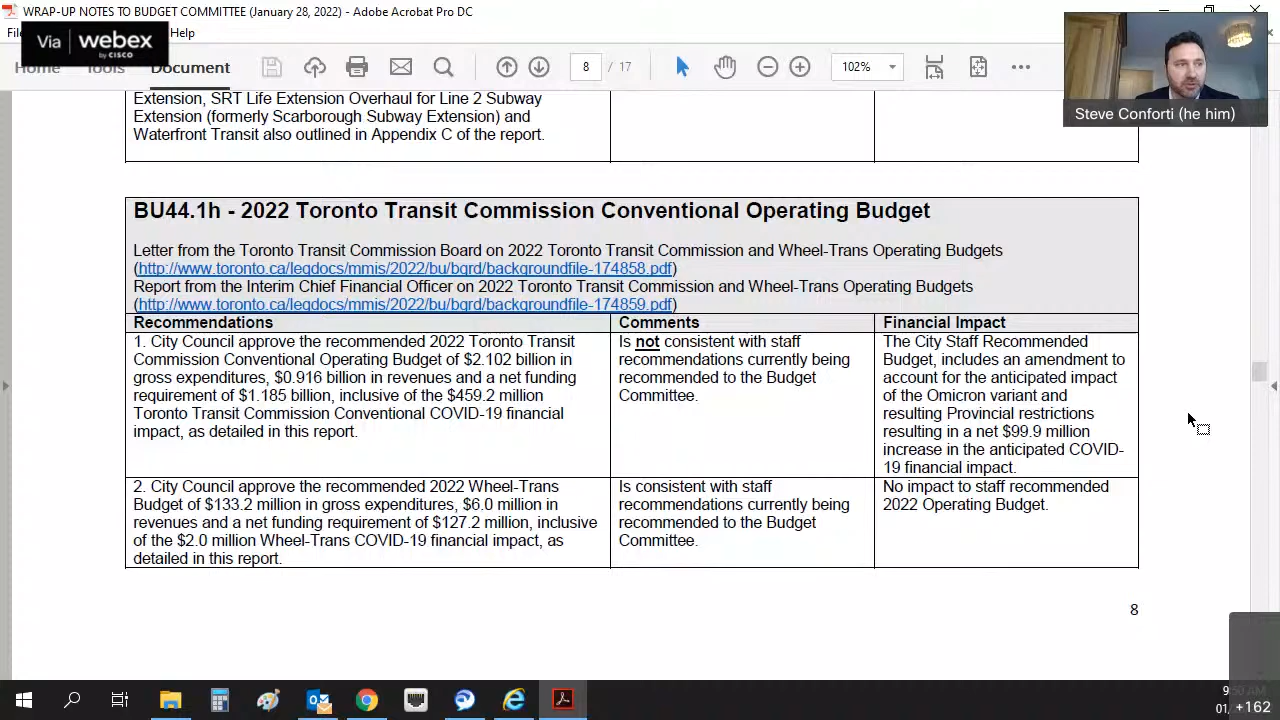 WRAP-UP NOTES TO BUDGET COMMITTEE (January 28, 2022) - Adobe Acrobat Pro DC
Via webex
by CISCO
Help
Home Tools Document
8 / 17
102%
Steve Conforti (he him)
Extension, SRT Life Extension Overhaul for Line 2 Subway
Extension (formerly Scarborough Subway Extension) and
Waterfront Transit also outlined in Appendix C of the report.
BU44.1h - 2022 Toronto Transit Commission Conventional Operating Budget
Letter from the Toronto Transit Commission Board on 2022 Toronto Transit Commission and Wheel-Trans Operating Budgets
(http://www.toronto.ca/legdocs/mmis/2022/bu/bgrd/backgroundfile-174858.pdf)
Report from the Interim Chief Financial Officer on 2022 Toronto Transit Commission and Wheel-Trans Operating Budgets
(http://www.toronto.ca/legdocs/mmis/2022/bu/bgrd/backgroundfile-174859.pdf)
Recommendations
Comments
Financial Impact
1. City Council approve the recommended 2022 Toronto Transit
Commission Conventional Operating Budget of $2.102 billion in
gross expenditures, $0.916 billion in revenues and a net funding
requirement of $1.185 billion, inclusive of the $459.2 million
Toronto Transit Commission Conventional COVID-19 financial
impact, as detailed in this report.
Is not consistent with staff
recommendations currently being
recommended to the Budget
Committee.
The City Staff Recommended
Budget, includes an amendment to
account for the anticipated impact
of the Omicron variant and
resulting Provincial restrictions
resulting in a net $99.9 million
increase in the anticipated COVID-
19 financial impact.
2. City Council approve the recommended 2022 Wheel-Trans
Budget of $133.2 million in gross expenditures, $6.0 million in
revenues and a net funding requirement of $127.2 million, inclusive
of the $2.0 million Wheel-Trans COVID-19 financial impact, as
detailed in this report.
Is consistent with staff
recommendations currently being
recommended to the Budget
Committee.
No impact to staff recommended
2022 Operating Budget.
8
+162